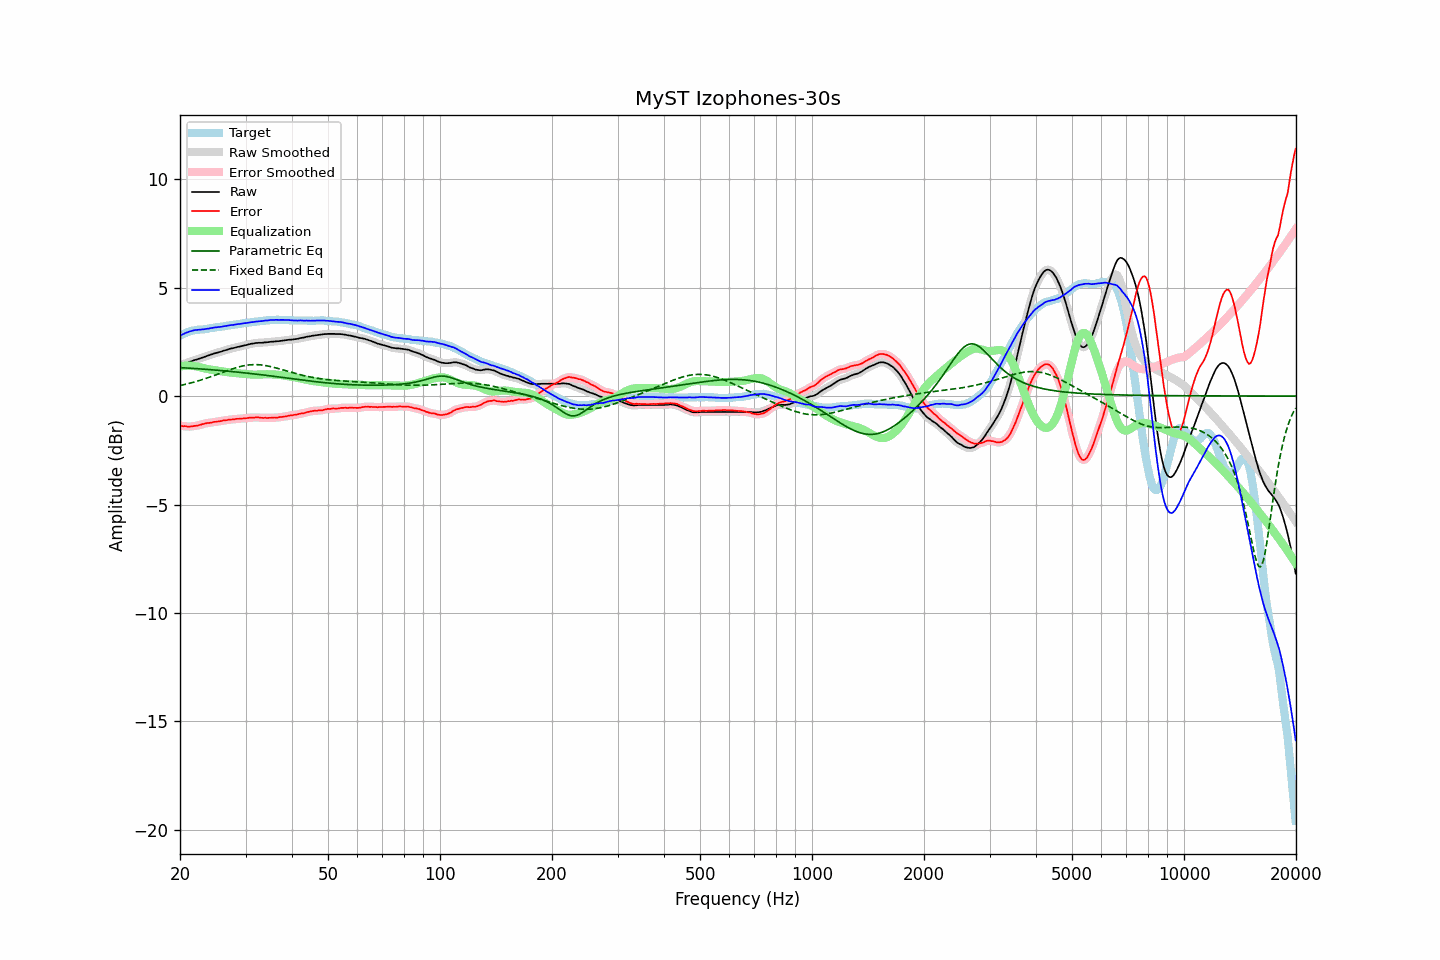 MyST Izophones-30s
Target
Raw Smoothed
Error Smoothed
Raw
Error
Equalization
Parametric Eq
Fixed Band Eq
Equalized
Amplitude (dBr)
10
5
0
−5
−10
−15
−20
20 50 100 200 500 1000 2000 5000 10000 20000
Frequency (Hz)